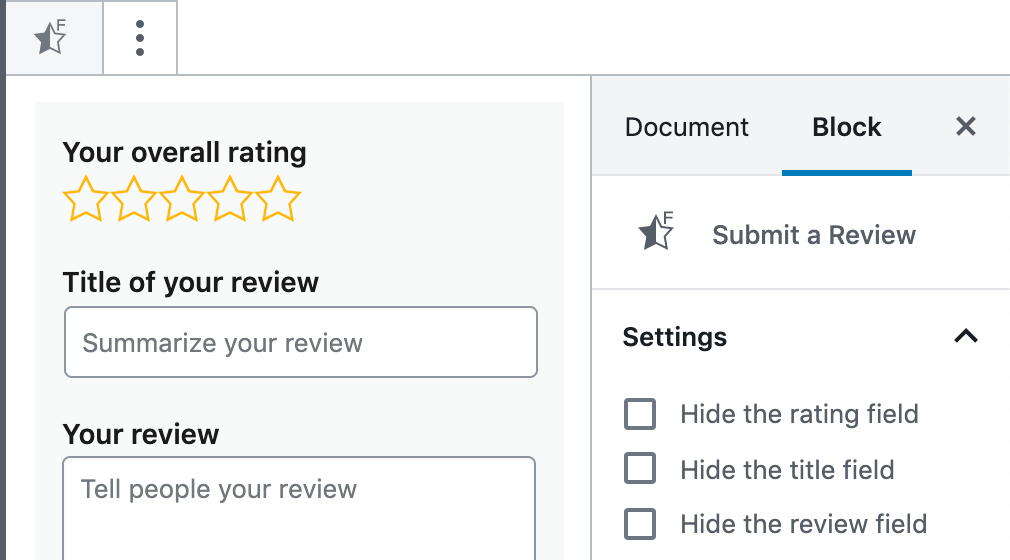 F
Your overall rating
Title of your review
Summarize your review
Your review
Tell people your review
Document Block
F
Submit a Review
Settings
Hide the rating field
Hide the title field
Hide the review field